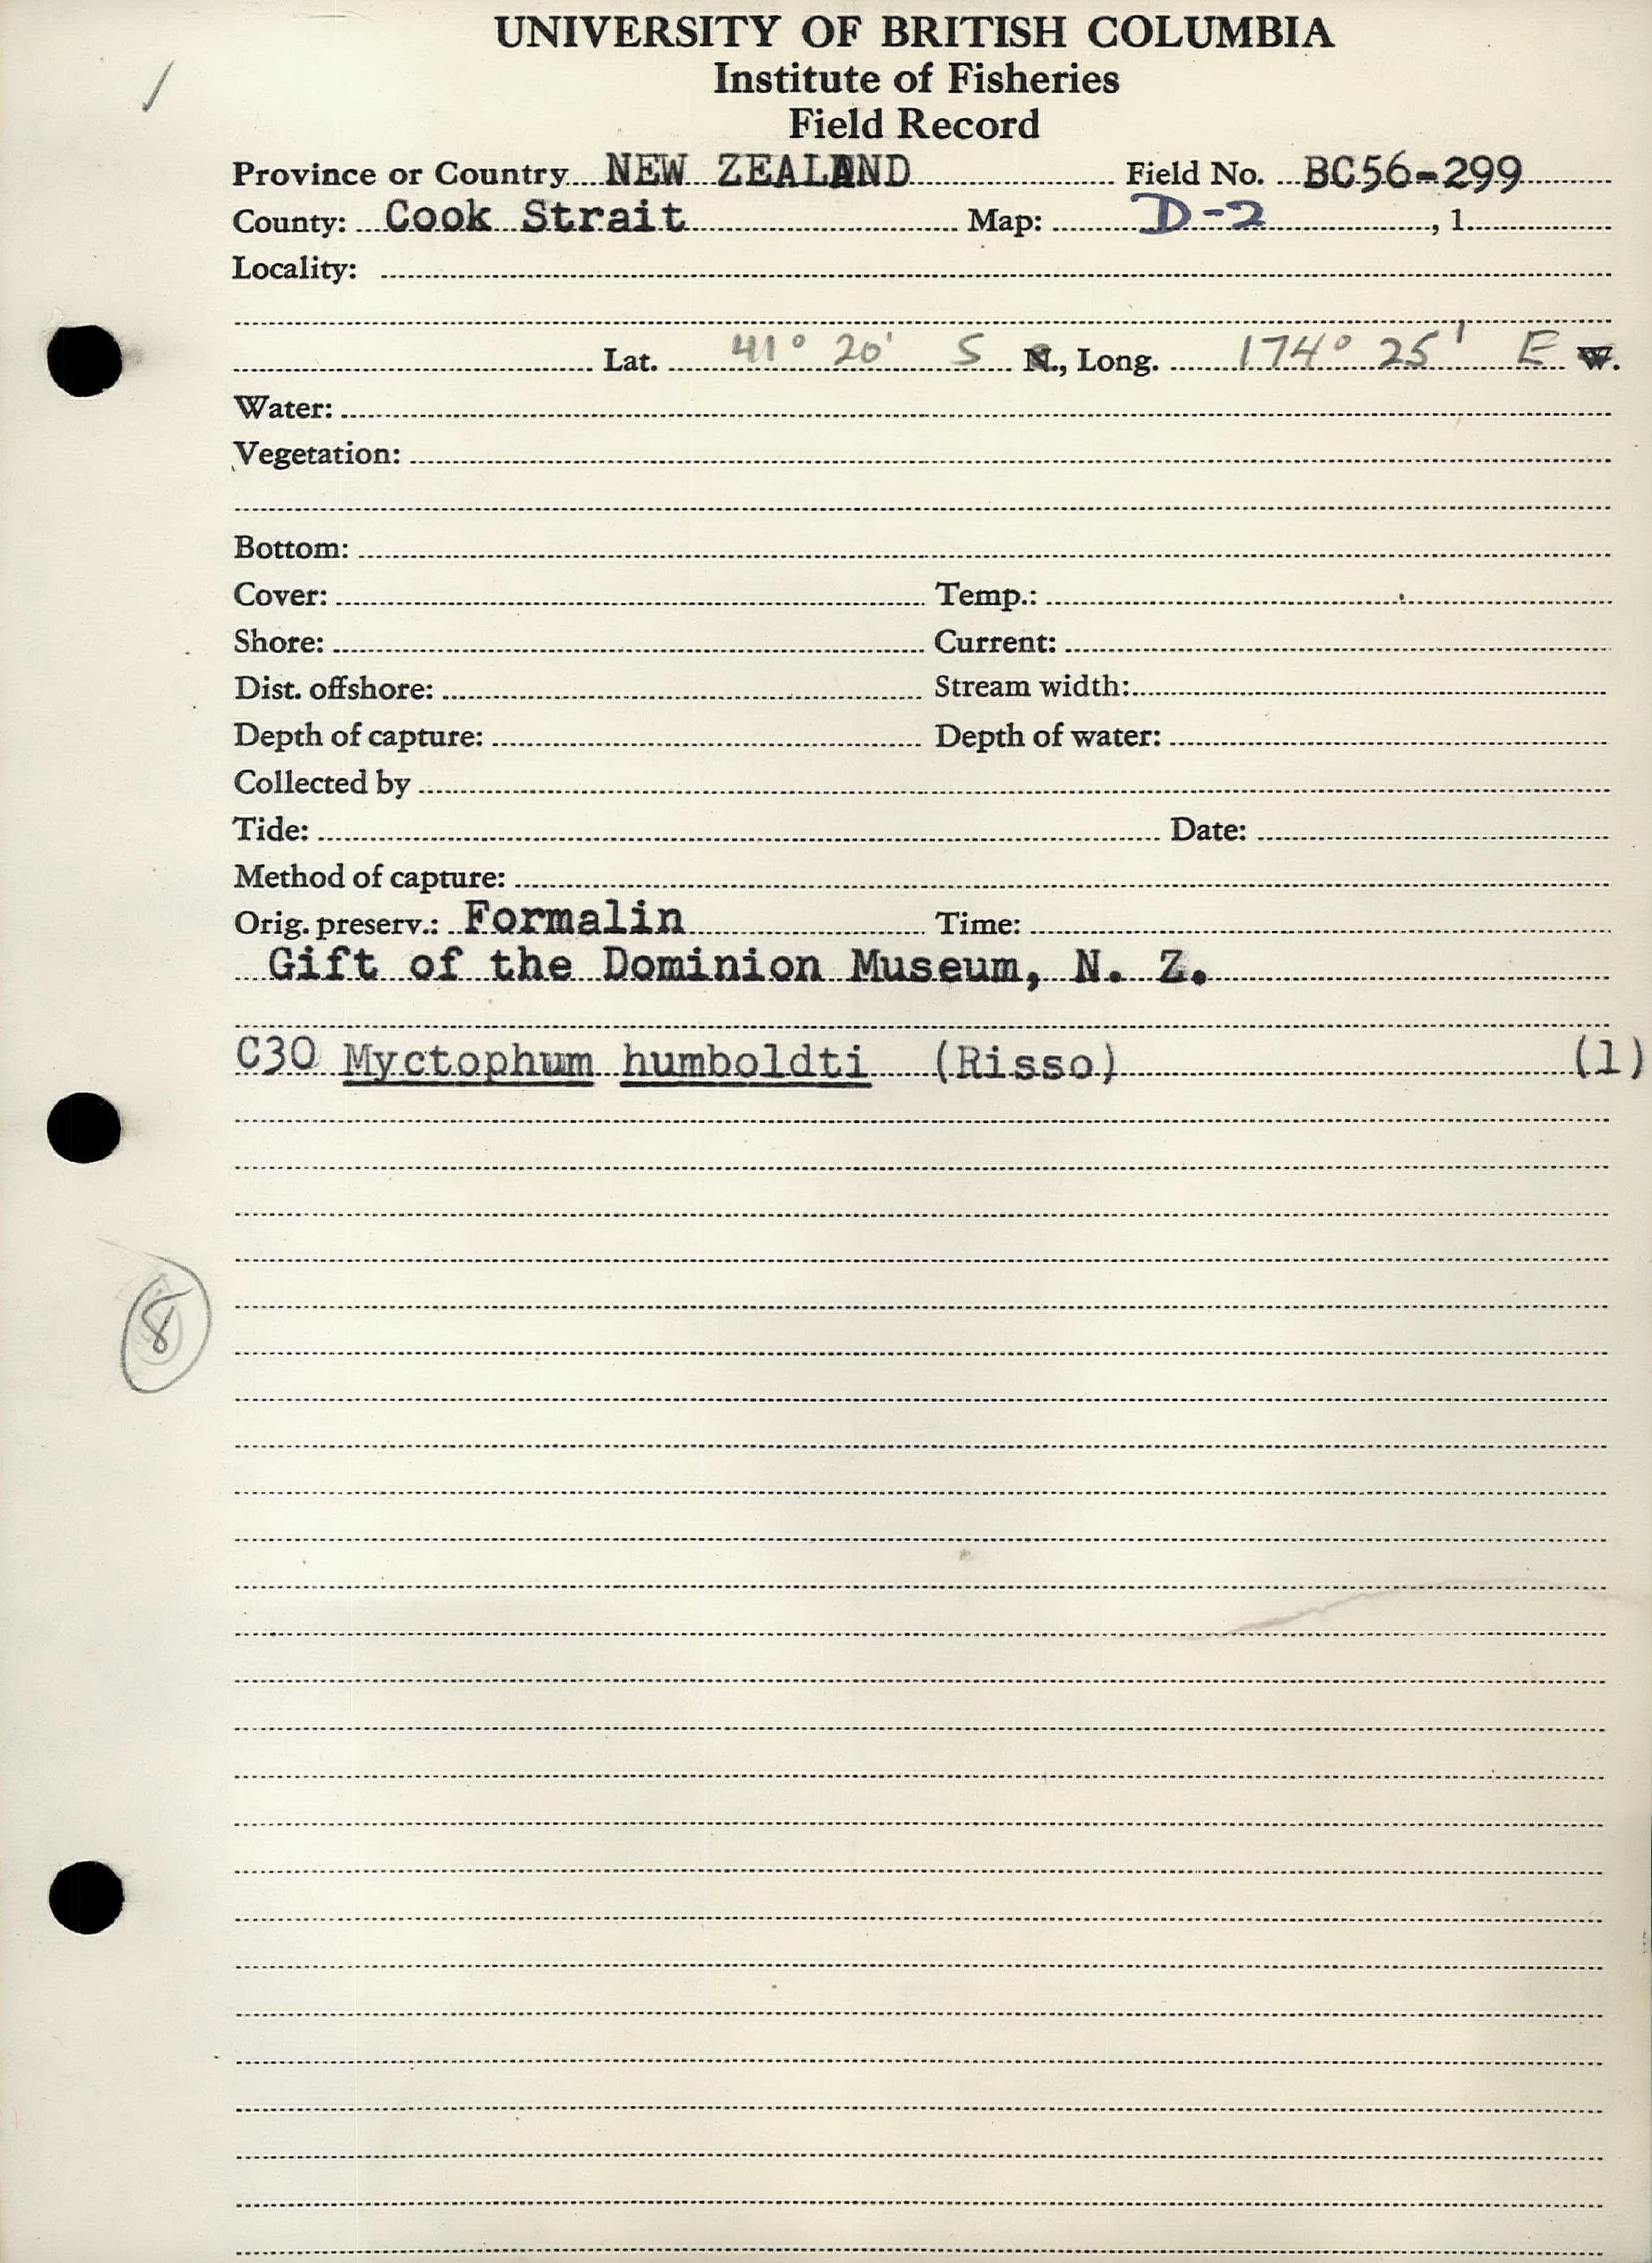 UNIVERSITY OF BRITISH COLUMBIA
Institute of Fisheries
Field Record
Province or Country NEW ZEALAND Field No. BC56-299
County: Cook Strait Map: D-2, 1
Locality:
Lat. 41° 20' S N., Long. 174° 25' E W.
Water:
Vegetation:
Bottom:
Cover: Temp.:
Shore: Current:
Dist. offshore: Stream width:
Depth of capture: Depth of water:
Collected by
Tide: Date:
Method of capture:
Orig. preserv.: Formalin Time:
Gift of the Dominion Museum, N. Z.
C30 Myctophum humboldti (Risso) (1)
8